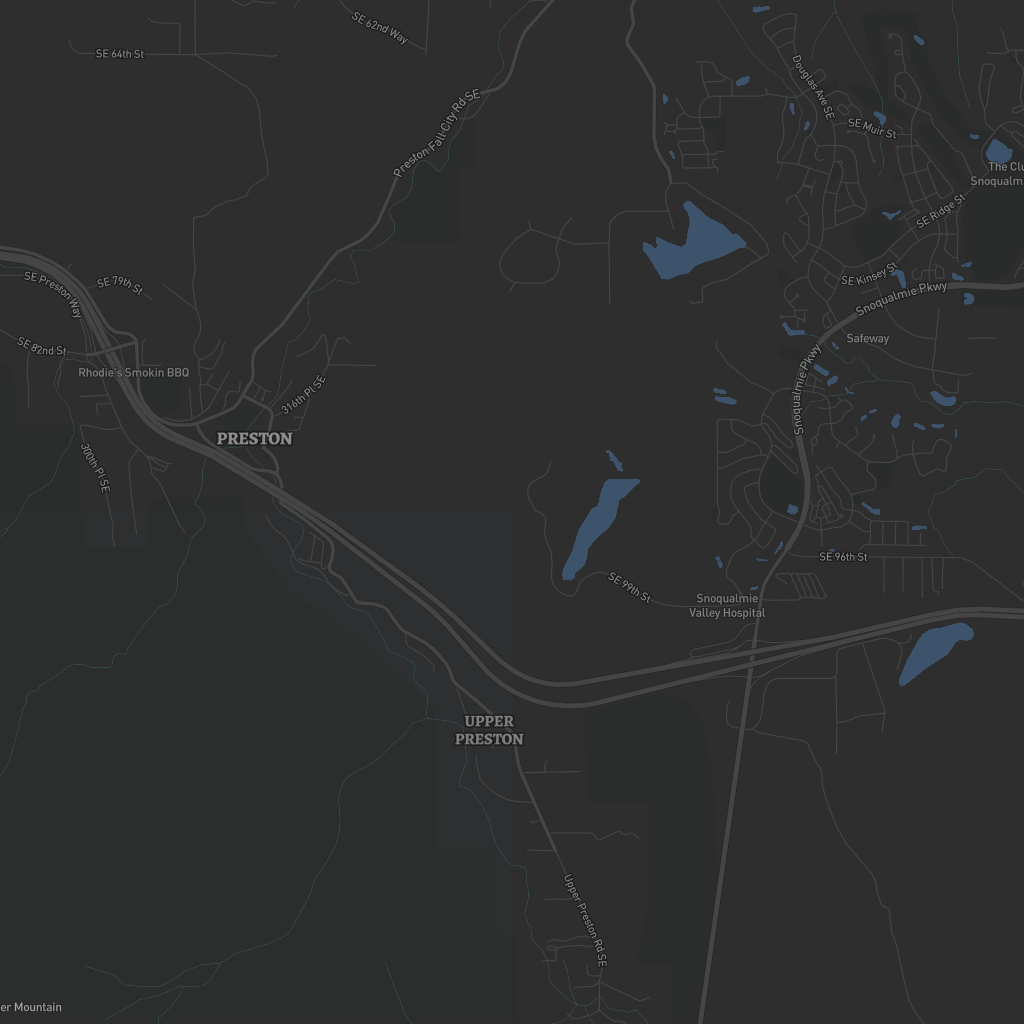 SE 62nd Way
SE 64th St
Preston Fall City Rd SE
Douglas Ave SE
SE Muir St
The Clu
Snoqualm
SE Ridge St
SE Kinsey St
Snoqualmie Pkwy
SE Preston Way
SE 79th St
SE 82nd St
Safeway
Rhodie's Smokin BBQ
Snoqualmie Pkwy
316th Pl SE
PRESTON
300th Pl SE
SE 96th St
SE 99th St
Snoqualmie
Valley Hospital
UPPER
PRESTON
Upper Preston Rd SE
er Mountain